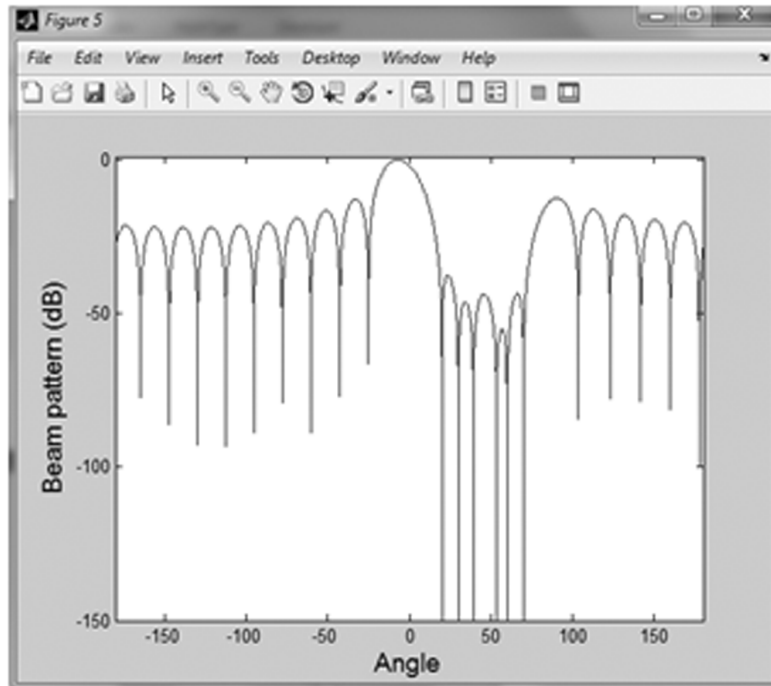 Figure 5
File Edit View Insert Tools Desktop Window Help
0
-50
-100
-150
Beam pattern (dB)
-150 -100 -50 0 50 100 150
Angle